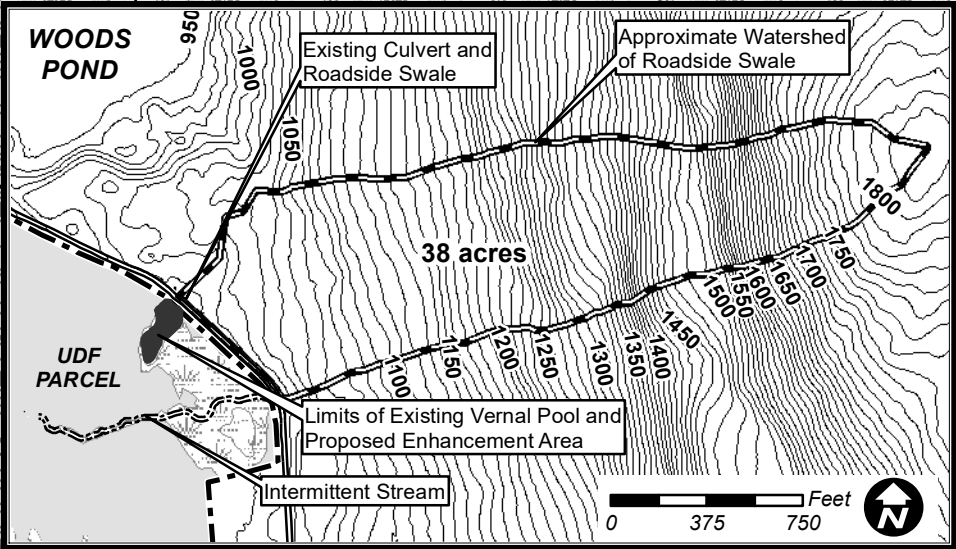 WOODS
POND
950
1000
1050
Existing Culvert and
Roadside Swale
Approximate Watershed
of Roadside Swale
38 acres
1800
1750
1700
1650
1600
1550
1500
1450
1400
1350
1300
1250
1200
1150
1100
UDF
PARCEL
Limits of Existing Vernal Pool and
Proposed Enhancement Area
Intermittent Stream
Feet
0 375 750
N